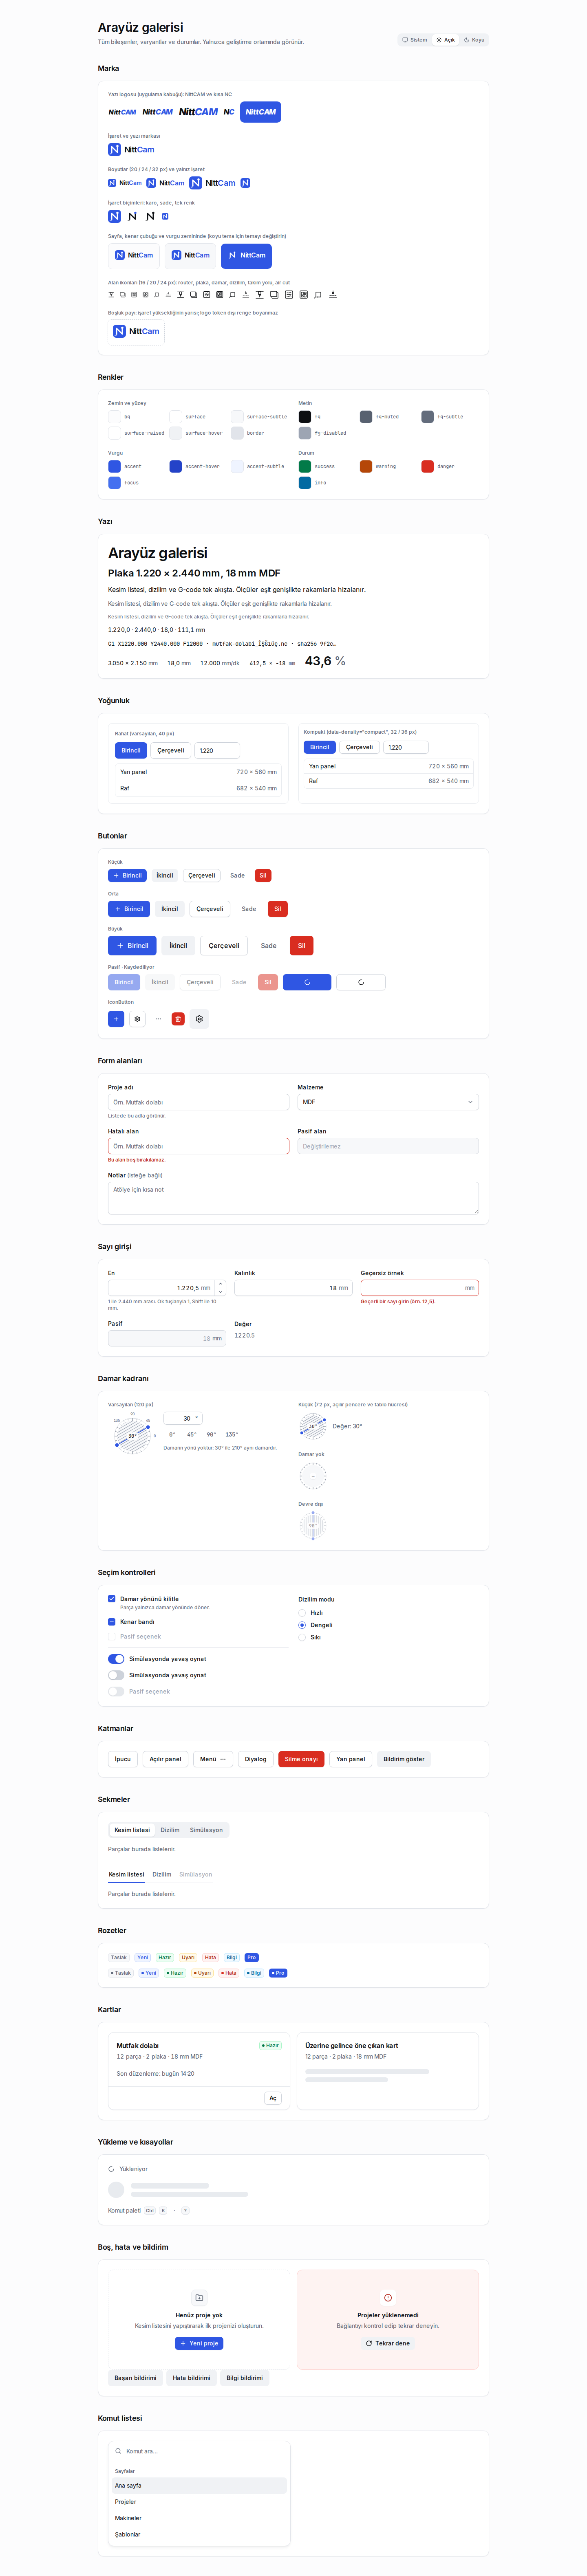 Arayüz galerisi
Tüm bileşenler, varyantlar ve durumlar. Yalnızca geliştirme ortamında görünür.
Sistem Açık Koyu
Marka
Yazı logosu (uygulama kabuğu): NittCAM ve kısa NC
NittCAM NittCAM NittCAM NC NittCAM
İşaret ve yazı markası
NittCam
Boyutlar (20 / 24 / 32 px) ve yalnız işaret
NittCam NittCam NittCam
İşaret biçimleri: karo, sade, tek renk
Sayfa, kenar çubuğu ve vurgu zemininde (koyu tema için temayı değiştirin)
NittCam NittCam NittCam
Alan ikonları (16 / 20 / 24 px): router, plaka, damar, dizilim, takım yolu, air cut
Boşluk payı: işaret yüksekliğinin yarısı; logo token dışı renge boyanmaz
NittCam
Renkler
Zemin ve yüzey
bg surface surface-subtle
surface-raised surface-hover border
Metin
fg fg-muted fg-subtle
fg-disabled
Vurgu
accent accent-hover accent-subtle
focus
Durum
success warning danger
info
Yazı
Arayüz galerisi
Plaka 1.220 × 2.440 mm, 18 mm MDF
Kesim listesi, dizilim ve G-code tek akışta. Ölçüler eşit genişlikte rakamlarla hizalanır.
Kesim listesi, dizilim ve G-code tek akışta. Ölçüler eşit genişlikte rakamlarla hizalanır.
Kesim listesi, dizilim ve G-code tek akışta. Ölçüler eşit genişlikte rakamlarla hizalanır.
1.220,0 · 2.440,0 · 18,0 · 111,1 mm
G1 X1220.000 Y2440.000 F12000 · mutfak-dolabı_İŞĞıüç.nc · sha256 9f2c…
3.050 × 2.150 mm 18,0 mm 12.000 mm/dk 412,5 × -18 mm 43,6 %
Yoğunluk
Rahat (varsayılan, 40 px)
Birincil Çerçeveli 1.220
Yan panel 720 × 560 mm
Raf 682 × 540 mm
Kompakt (data-density="compact", 32 / 36 px)
Birincil Çerçeveli 1.220
Yan panel 720 × 560 mm
Raf 682 × 540 mm
Butonlar
Küçük
Birincil İkincil Çerçeveli Sade Sil
Orta
Birincil İkincil Çerçeveli Sade Sil
Büyük
Birincil İkincil Çerçeveli Sade Sil
Pasif · Kaydediliyor
Birincil İkincil Çerçeveli Sade Sil
IconButton
Form alanları
Proje adı
Örn. Mutfak dolabı
Listede bu adla görünür.
Malzeme
MDF
Hatalı alan
Örn. Mutfak dolabı
Bu alan boş bırakılamaz.
Pasif alan
Değiştirilemez
Notlar (isteğe bağlı)
Atölye için kısa not
Sayı girişi
En
1.220,5 mm
1 ile 2.440 mm arası. Ok tuşlarıyla 1, Shift ile 10
mm.
Kalınlık
18 mm
Geçersiz örnek
mm
Geçerli bir sayı girin (örn. 12,5).
Pasif
18 mm
Değer
1220.5
Damar kadranı
Varsayılan (120 px)
30°
30 °
0° 45° 90° 135°
Damarın yönü yoktur: 30° ile 210° aynı damardır.
Küçük (72 px, açılır pencere ve tablo hücresi)
30°
Değer: 30°
Damar yok
–
Devre dışı
Seçim kontrolleri
Damar yönünü kilitle
Parça yalnızca damar yönünde döner.
Kenar bandı
Pasif seçenek
Simülasyonda yavaş oynat
Simülasyonda yavaş oynat
Pasif seçenek
Dizilim modu
Hızlı
Dengeli
Sıkı
Katmanlar
İpucu Açılır panel Menü Diyalog Silme onayı Yan panel Bildirim göster
Sekmeler
Kesim listesi Dizilim Simülasyon
Parçalar burada listelenir.
Kesim listesi Dizilim Simülasyon
Parçalar burada listelenir.
Rozetler
Taslak Yeni Hazır Uyarı Hata Bilgi Pro
Taslak Yeni Hazır Uyarı Hata Bilgi Pro
Kartlar
Mutfak dolabı Hazır
12 parça · 2 plaka · 18 mm MDF
Son düzenleme: bugün 14:20
Aç
Üzerine gelince öne çıkan kart
12 parça · 2 plaka · 18 mm MDF
Yükleme ve kısayollar
Yükleniyor
Komut paleti Ctrl K · ?
Boş, hata ve bildirim
Henüz proje yok
Kesim listesini yapıştırarak ilk projenizi oluşturun.
Yeni proje
Projeler yüklenemedi
Bağlantıyı kontrol edip tekrar deneyin.
Tekrar dene
Başarı bildirimi Hata bildirimi Bilgi bildirimi
Komut listesi
Komut ara...
Sayfalar
Ana sayfa
Projeler
Makineler
Şablonlar